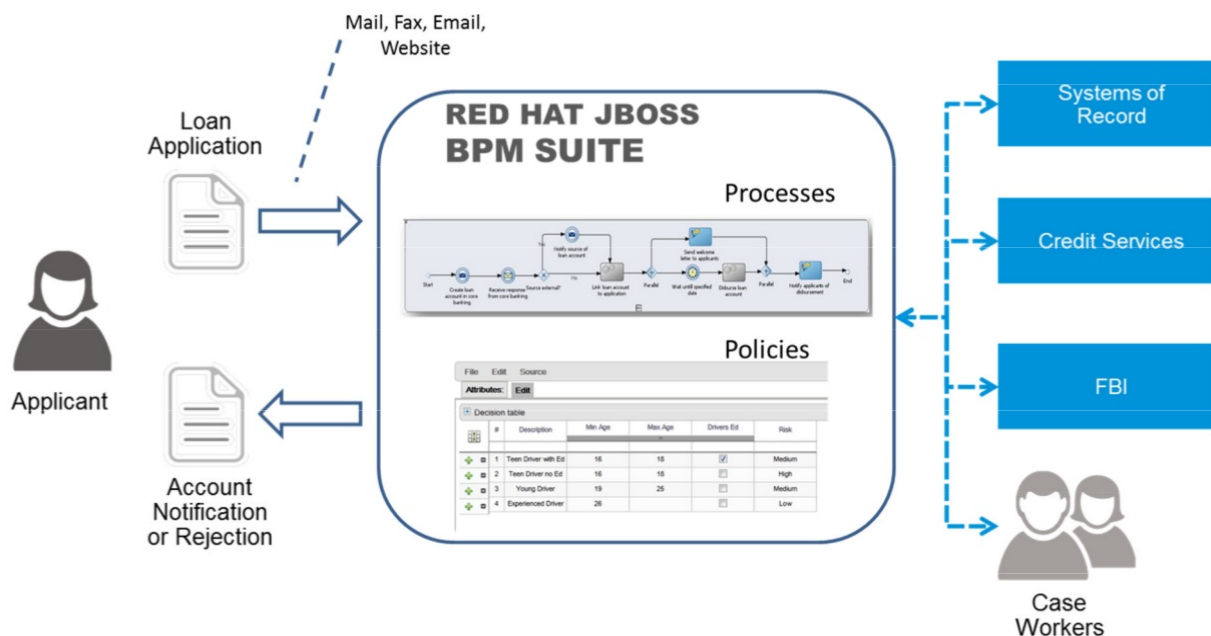 Mail, Fax, Email,
Website
Loan
Application
Applicant
Account
Notification
or Rejection
RED HAT JBOSS
BPM SUITE
Processes
Start
Create loan
account in core
banking
Receive response
from core banking
Source external?
Yes
No
Notify source of
loan account
Link loan account
to application
Parallel
Send welcome
letter to applicants
Wait until specified
date
Disburse loan
account
Parallel
Notify applicants of
disbursement
End
Policies
File Edit Source
Attributes: Edit
Decision table
# Description Min Age Max Age Drivers Ed Risk
1 Teen Driver with Ed 16 18 Medium
2 Teen Driver no Ed 16 18 High
3 Young Driver 19 25 Medium
4 Experienced Driver 26 Low
Systems of
Record
Credit Services
FBI
Case
Workers